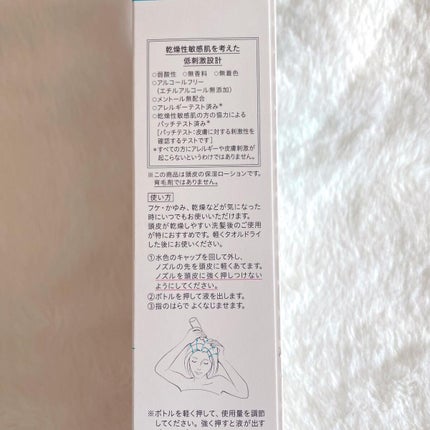 乾燥性敏感肌を考えた
低刺激設計
○弱酸性 ○無香料 ○無着色
○アルコールフリー
(エチルアルコール無添加)
○メントール無配合
○アレルギーテスト済み*
○乾燥性敏感肌の方の協力による
パッチテスト済み*
[パッチテスト:皮膚に対する刺激性を
確認するテストです]
*すべての方にアレルギーや皮膚刺激が
起こらないというわけではありません。
※この商品は頭皮の保湿ローションです。
育毛剤ではありません。
使い方
フケ・かゆみ、乾燥などが気になった
時にいつでもお使いいただけます。
頭皮が乾燥しやすい洗髪後のご使用
が特におすすめです。軽くタオルドライ
した後にお使いください。
①水色のキャップを回して外し、
ノズルの先を頭皮に軽くあてます。
ノズルを頭皮に強く押しつけない
ようにしてください。
②ボトルを押して液を出します。
③指のはらで よくなじませます。
※ボトルを軽く押して、使用量を調節
してください。強く押すと液が出す